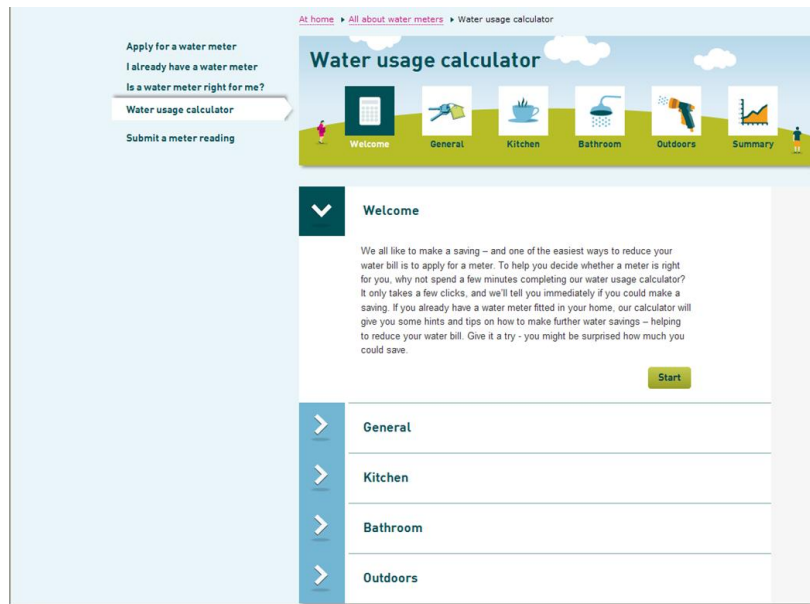 At home ▸ All about water meters ▸ Water usage calculator
Apply for a water meter
I already have a water meter
Is a water meter right for me?
Water usage calculator
Submit a meter reading
Water usage calculator
Welcome General Kitchen Bathroom Outdoors Summary
Welcome
We all like to make a saving – and one of the easiest ways to reduce your
water bill is to apply for a meter. To help you decide whether a meter is right
for you, why not spend a few minutes completing our water usage calculator?
It only takes a few clicks, and we'll tell you immediately if you could make a
saving. If you already have a water meter fitted in your home, our calculator will
give you some hints and tips on how to make further water savings – helping
to reduce your water bill. Give it a try - you might be surprised how much you
could save.
Start
General
Kitchen
Bathroom
Outdoors